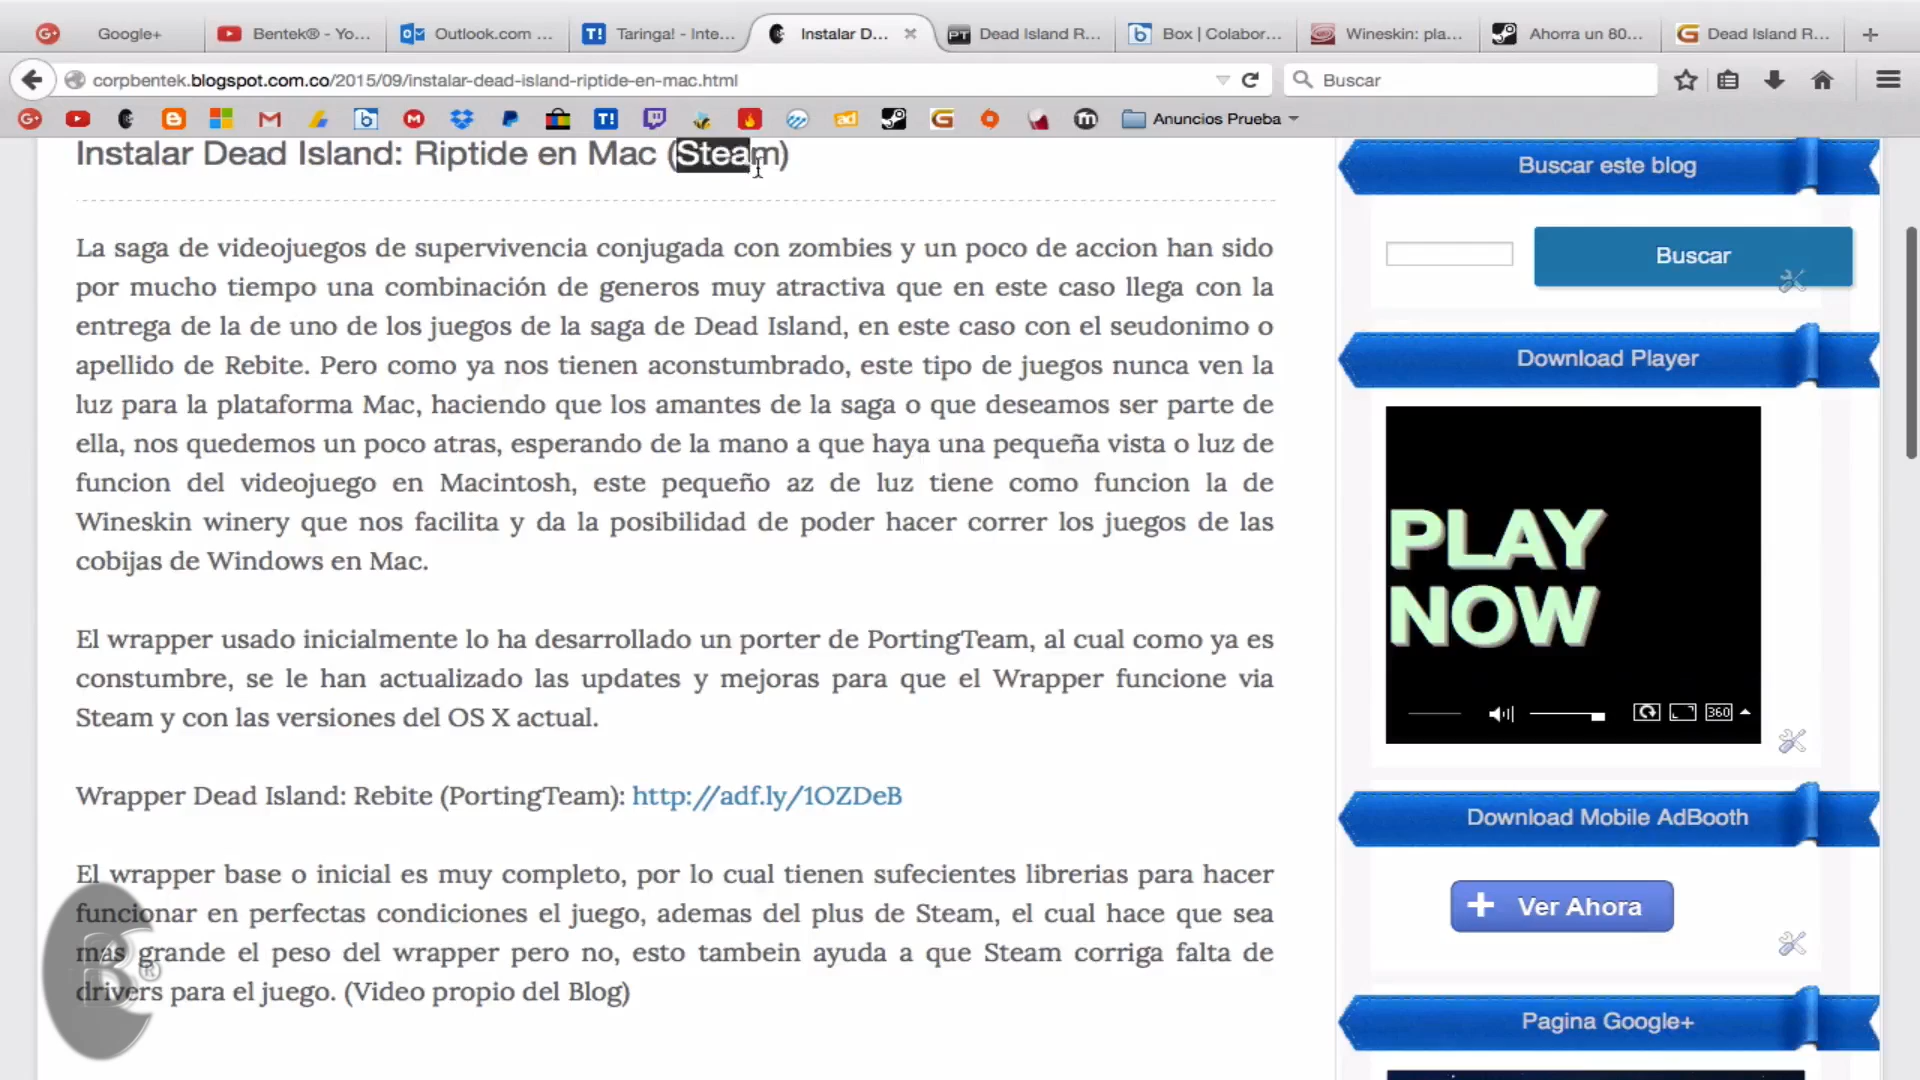 Google+
Bentek® - Yo...
Outlook.com ...
Taringa! - Inte...
Instalar D...
Dead Island R...
Box | Colabor...
Wineskin: pla...
Ahorra un 80...
Dead Island R...
corpbentek.blogspot.com.co/2015/09/instalar-dead-island-riptide-en-mac.html
Buscar
Anuncios Prueba
Instalar Dead Island: Riptide en Mac (Steam)
La saga de videojuegos de supervivencia conjugada con zombies y un poco de accion han sido
por mucho tiempo una combinación de generos muy atractiva que en este caso llega con la
entrega de la de uno de los juegos de la saga de Dead Island, en este caso con el seudonimo o
apellido de Rebite. Pero como ya nos tienen aconstumbrado, este tipo de juegos nunca ven la
luz para la plataforma Mac, haciendo que los amantes de la saga o que deseamos ser parte de
ella, nos quedemos un poco atras, esperando de la mano a que haya una pequeña vista o luz de
funcion del videojuego en Macintosh, este pequeño az de luz tiene como funcion la de
Wineskin winery que nos facilita y da la posibilidad de poder hacer correr los juegos de las
cobijas de Windows en Mac.
El wrapper usado inicialmente lo ha desarrollado un porter de PortingTeam, al cual como ya es
constumbre, se le han actualizado las updates y mejoras para que el Wrapper funcione via
Steam y con las versiones del OS X actual.
Wrapper Dead Island: Rebite (PortingTeam): http://adf.ly/1OZDeB
El wrapper base o inicial es muy completo, por lo cual tienen sufecientes librerias para hacer
funcionar en perfectas condiciones el juego, ademas del plus de Steam, el cual hace que sea
mas grande el peso del wrapper pero no, esto tambein ayuda a que Steam corriga falta de
drivers para el juego. (Video propio del Blog)
Buscar este blog
Buscar
Download Player
PLAY
NOW
360
Download Mobile AdBooth
+ Ver Ahora
Pagina Google+